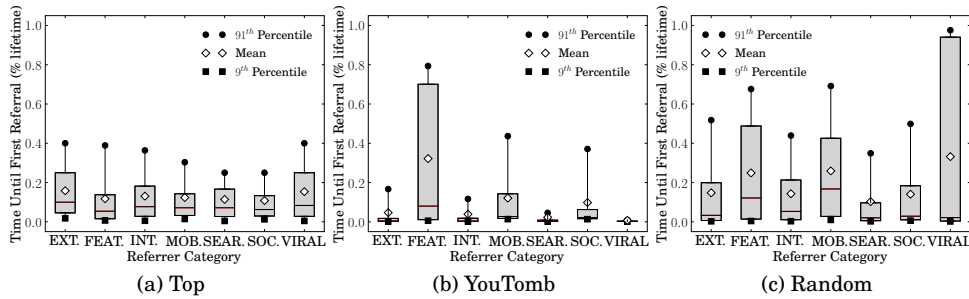 Time Until First Referral (% lifetime)
1.0
0.8
0.6
0.4
0.2
0.0
91th Percentile
Mean
9th Percentile
EXT. FEAT. INT. MOB. SEAR. SOC. VIRAL
Referrer Category
(a) Top
Time Until First Referral (% lifetime)
1.0
0.8
0.6
0.4
0.2
0.0
91th Percentile
Mean
9th Percentile
EXT. FEAT. INT. MOB. SEAR. SOC. VIRAL
Referrer Category
(b) YouTomb
Time Until First Referral (% lifetime)
1.0
0.8
0.6
0.4
0.2
0.0
91th Percentile
Mean
9th Percentile
EXT. FEAT. INT. MOB. SEAR. SOC. VIRAL
Referrer Category
(c) Random